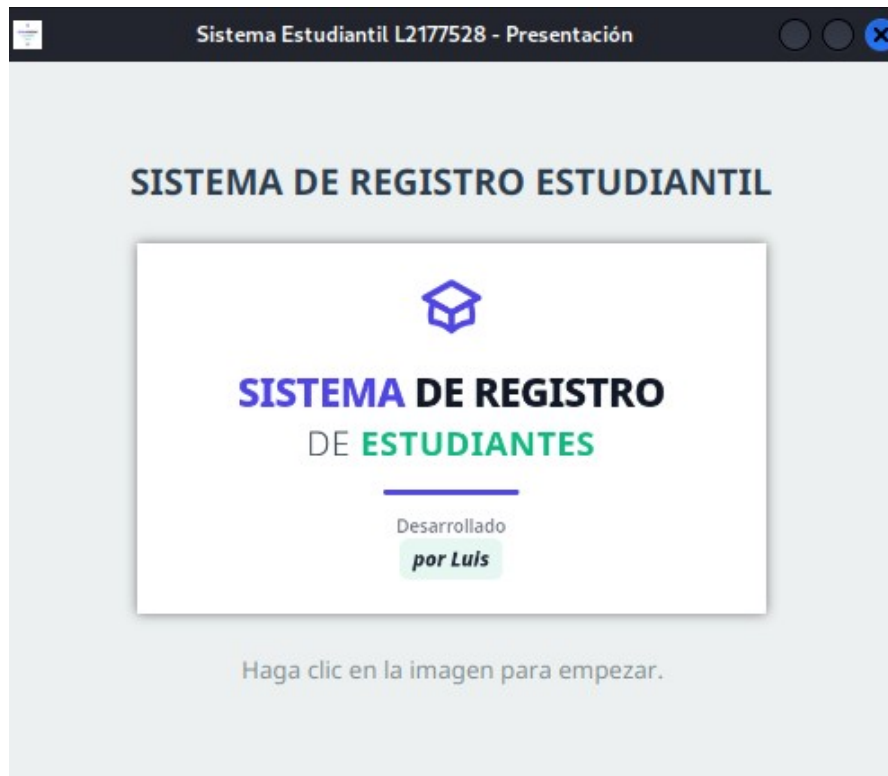 Sistema Estudiantil L2177528 - Presentación
SISTEMA DE REGISTRO ESTUDIANTIL
SISTEMA DE REGISTRO
DE ESTUDIANTES
Desarrollado
por Luis
Haga clic en la imagen para empezar.